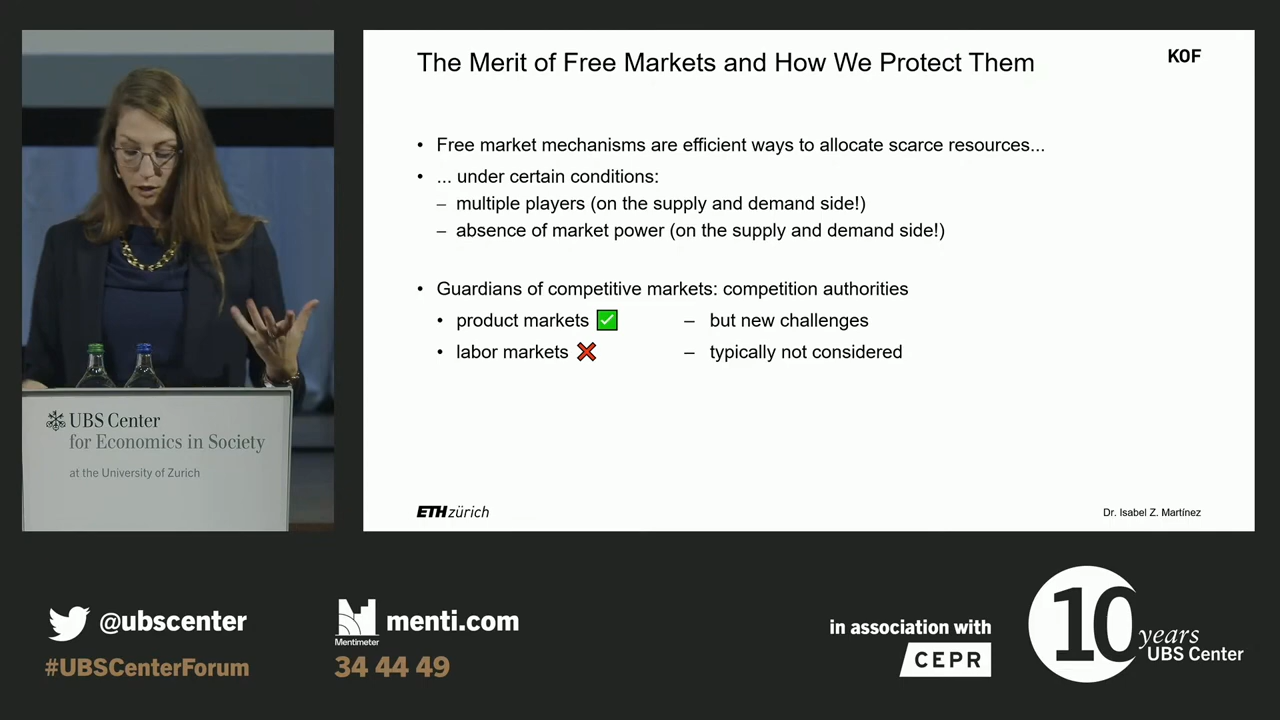 The Merit of Free Markets and How We Protect Them
KOF
• Free market mechanisms are efficient ways to allocate scarce resources...
• ... under certain conditions:
– multiple players (on the supply and demand side!)
– absence of market power (on the supply and demand side!)
• Guardians of competitive markets: competition authorities
• product markets ✅ – but new challenges
• labor markets ❌ – typically not considered
ETH zürich
Dr. Isabel Z. Martínez
UBS Center
for Economics in Society
at the University of Zurich
@ubscenter
#UBSCenterForum
Mentimeter
menti.com
34 44 49
in association with
CEPR
10 years
UBS Center